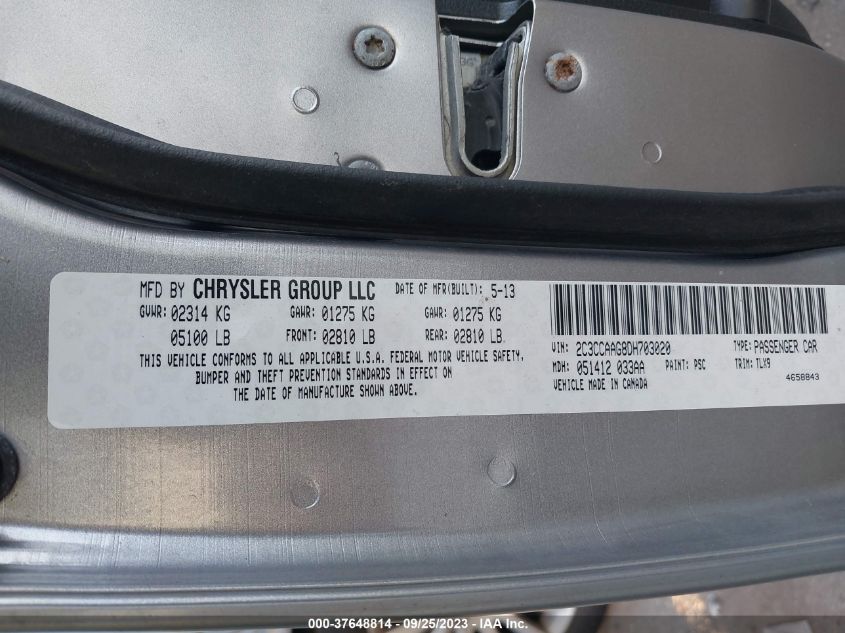 MFD BY CHRYSLER GROUP LLC DATE OF MFR(BUILT): 5-13
GVWR: 02314 KG GAWR: 01275 KG GAWR: 01275 KG
05100 LB FRONT: 02810 LB REAR: 02810 LB
THIS VEHICLE CONFORMS TO ALL APPLICABLE U.S.A. FEDERAL MOTOR VEHICLE SAFETY,
BUMPER AND THEFT PREVENTION STANDARDS IN EFFECT ON
THE DATE OF MANUFACTURE SHOWN ABOVE.
VIN: 2C3CCAAG8DH703020 TYPE: PASSENGER CAR
MDH: 051412 033AA PAINT: PSC TRIM: TLX9
VEHICLE MADE IN CANADA 4658843
000-37648814 - 09/25/2023 - IAA Inc.